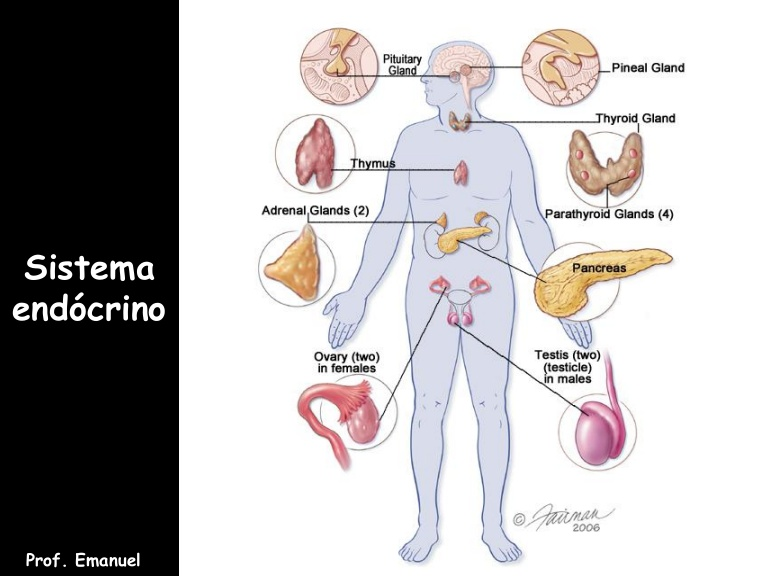 Sistema
endócrino
Prof. Emanuel
Pituitary
Gland
Pineal Gland
Thyroid Gland
Thymus
Adrenal Glands (2)
Parathyroid Glands (4)
Pancreas
Ovary (two)
in females
Testis (two)
(testicle)
in males
© Fairman
2006